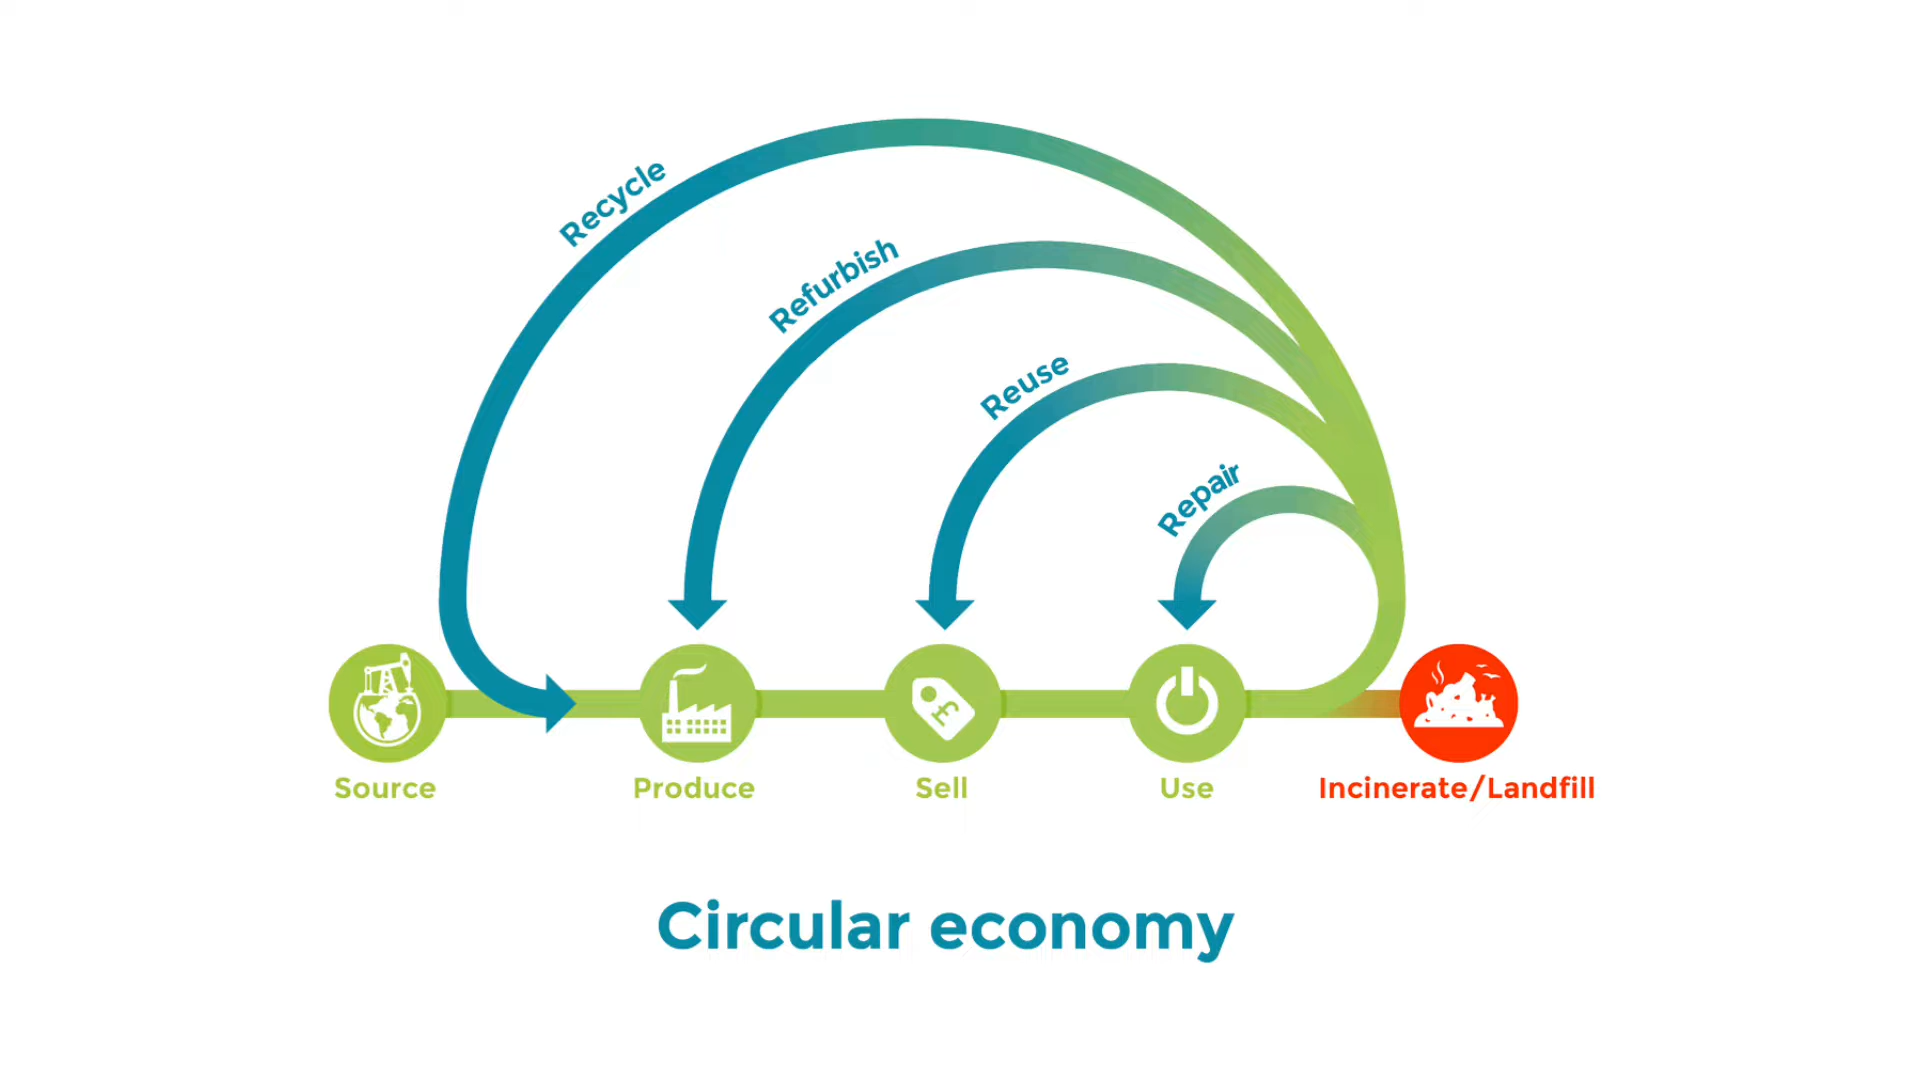 Recycle
Refurbish
Reuse
Repair
£
Source
Produce
Sell
Use
Incinerate/Landfill
Circular economy